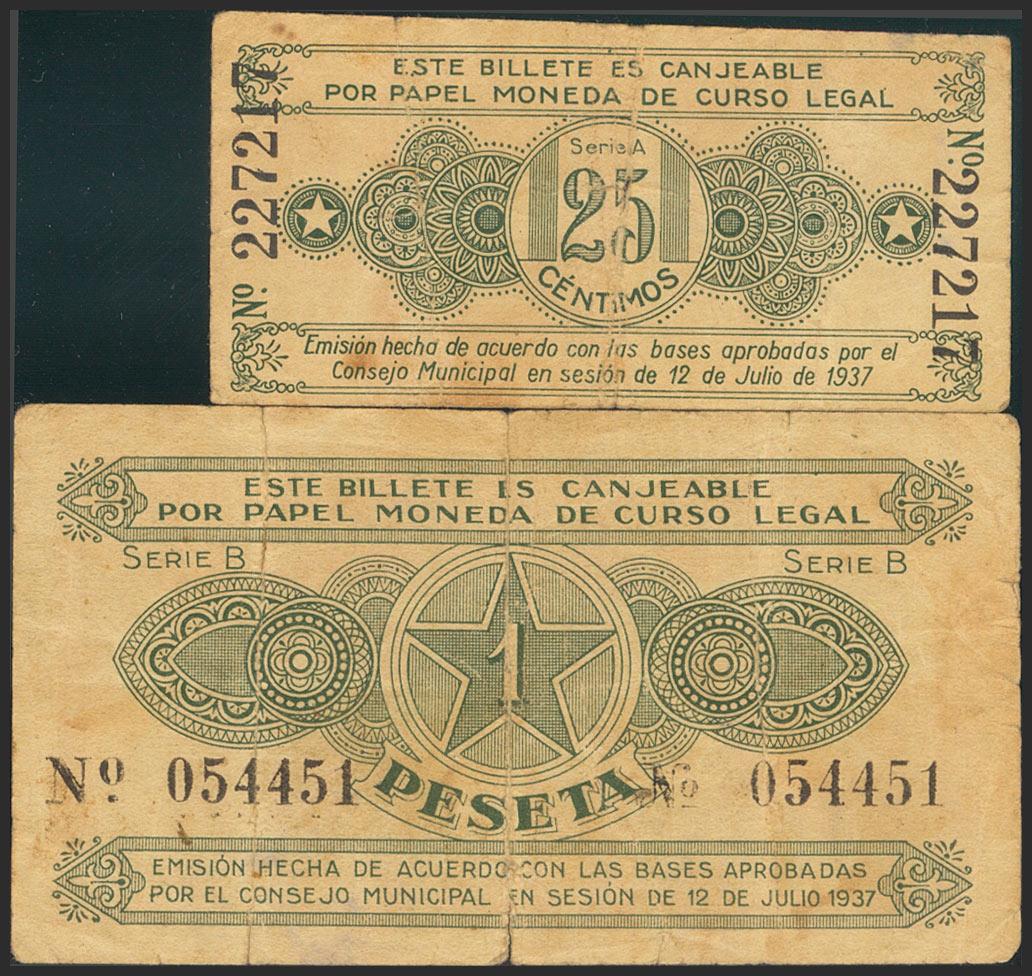 ESTE BILLETE ES CANJEABLE
POR PAPEL MONEDA DE CURSO LEGAL
Nº. 227217
Serie A
25
CÉNTIMOS
Nº. 227217
Emisión hecha de acuerdo con las bases aprobadas por el
Consejo Municipal en sesión de 12 de Julio de 1937
ESTE BILLETE ES CANJEABLE
POR PAPEL MONEDA DE CURSO LEGAL
SERIE B
SERIE B
1
PESETA
Nº 054451
Nº 054451
EMISIÓN HECHA DE ACUERDO CON LAS BASES APROBADAS
POR EL CONSEJO MUNICIPAL EN SESIÓN DE 12 DE JULIO 1937